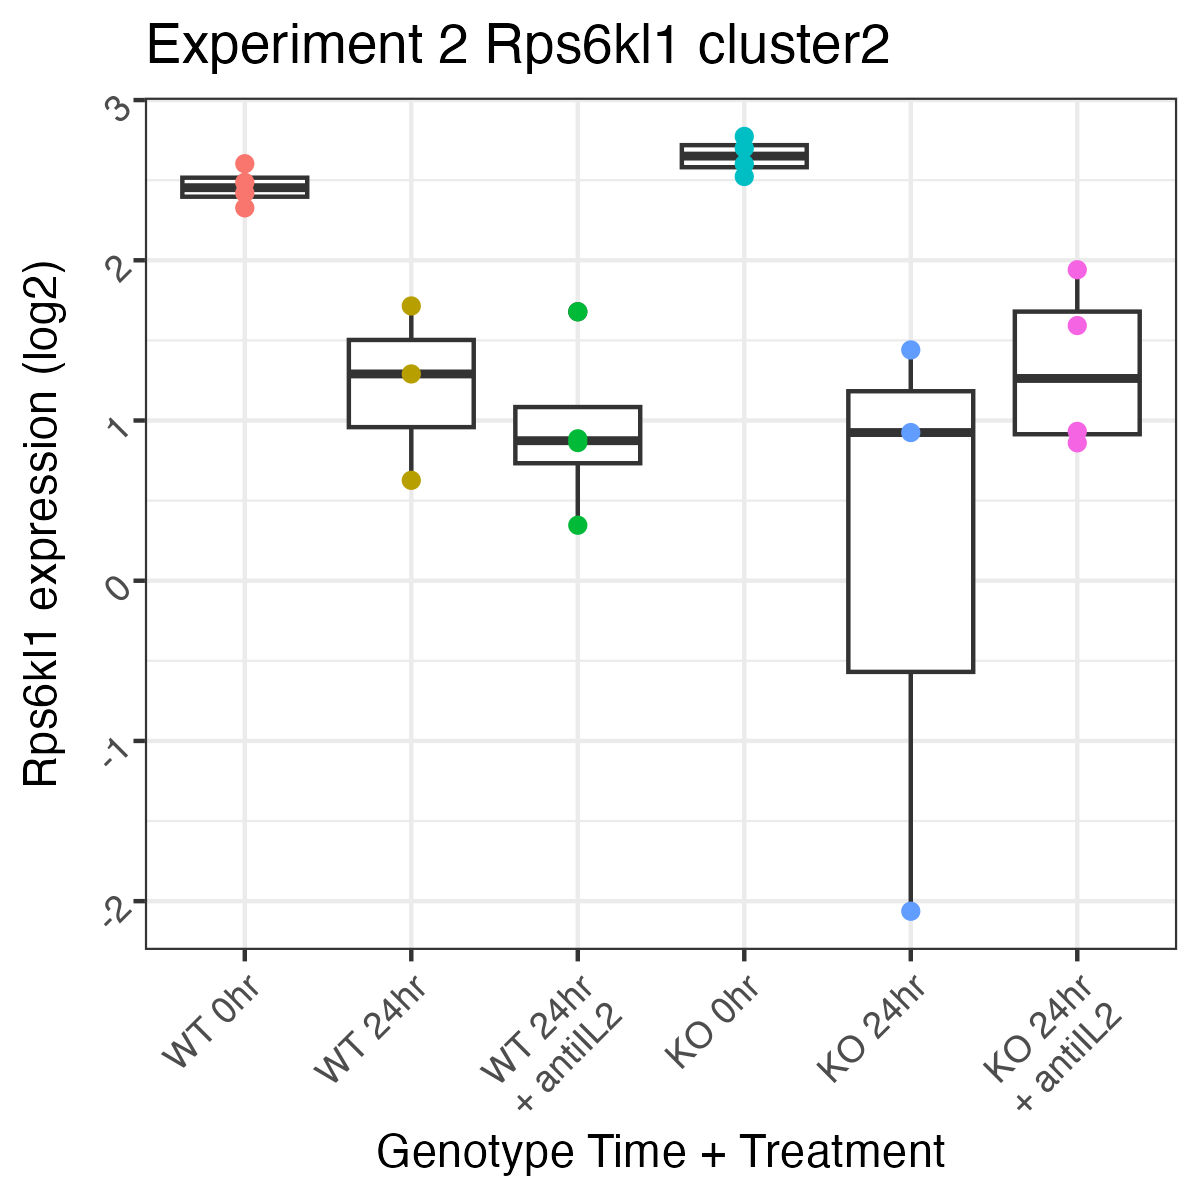 Experiment 2 Rps6kl1 cluster2
Rps6kl1 expression (log2)
3
2
1
0
-1
-2
WT 0hr
WT 24hr
WT 24hr
+ antiIL2
KO 0hr
KO 24hr
KO 24hr
+ antiIL2
Genotype Time + Treatment